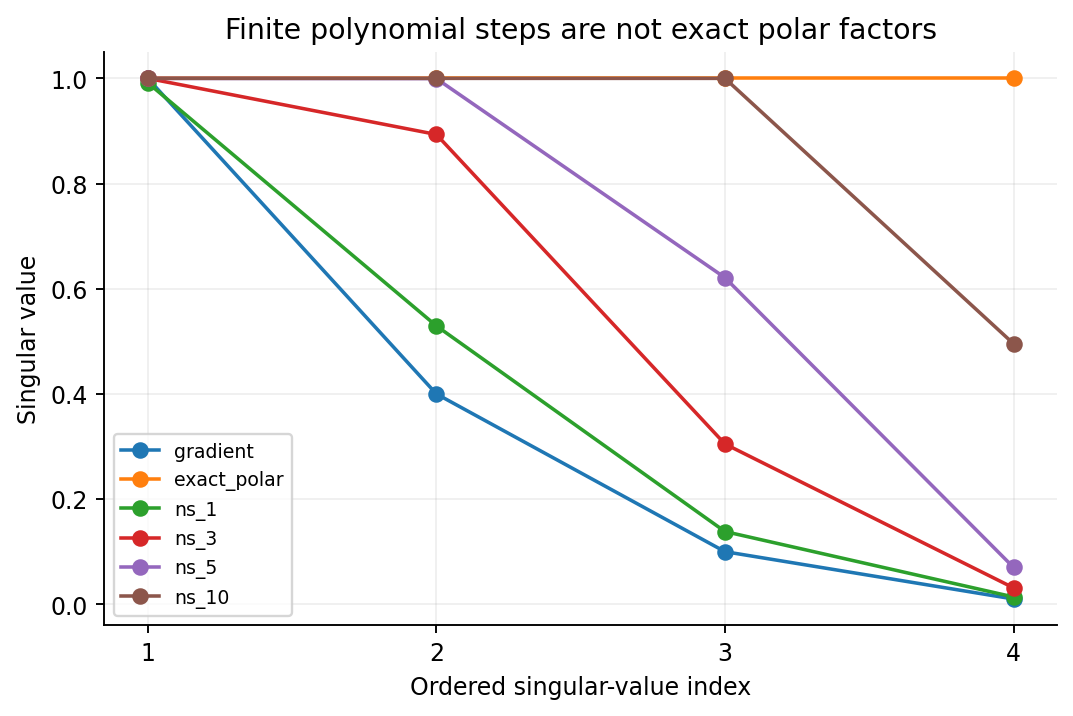 Finite polynomial steps are not exact polar factors
Singular value
1.0
0.8
0.6
0.4
0.2
0.0
gradient
exact_polar
ns_1
ns_3
ns_5
ns_10
1 2 3 4
Ordered singular-value index